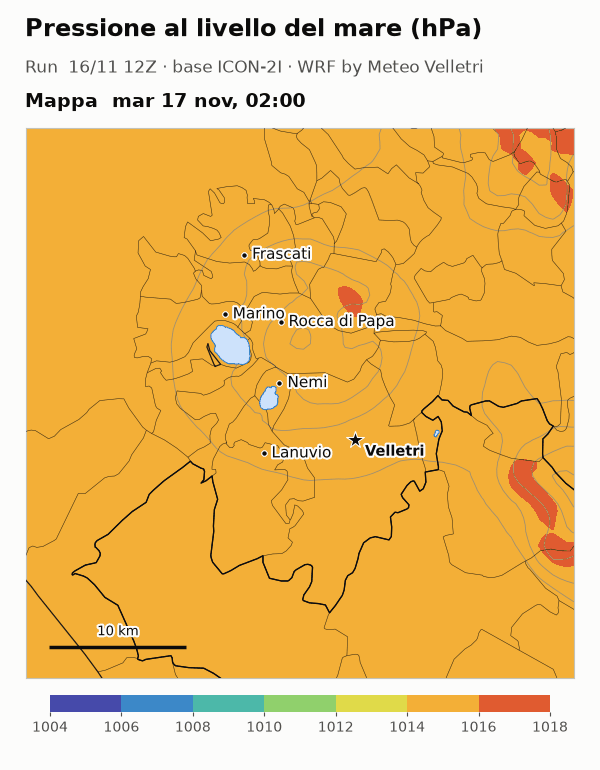 Pressione al livello del mare (hPa)
Run  16/11 12Z · base ICON-2I · WRF by Meteo Velletri
Mappa  mar 17 nov, 02:00
Frascati
Marino
Rocca di Papa
Nemi
Velletri
Lanuvio
10 km
1004 1006 1008 1010 1012 1014 1016 1018